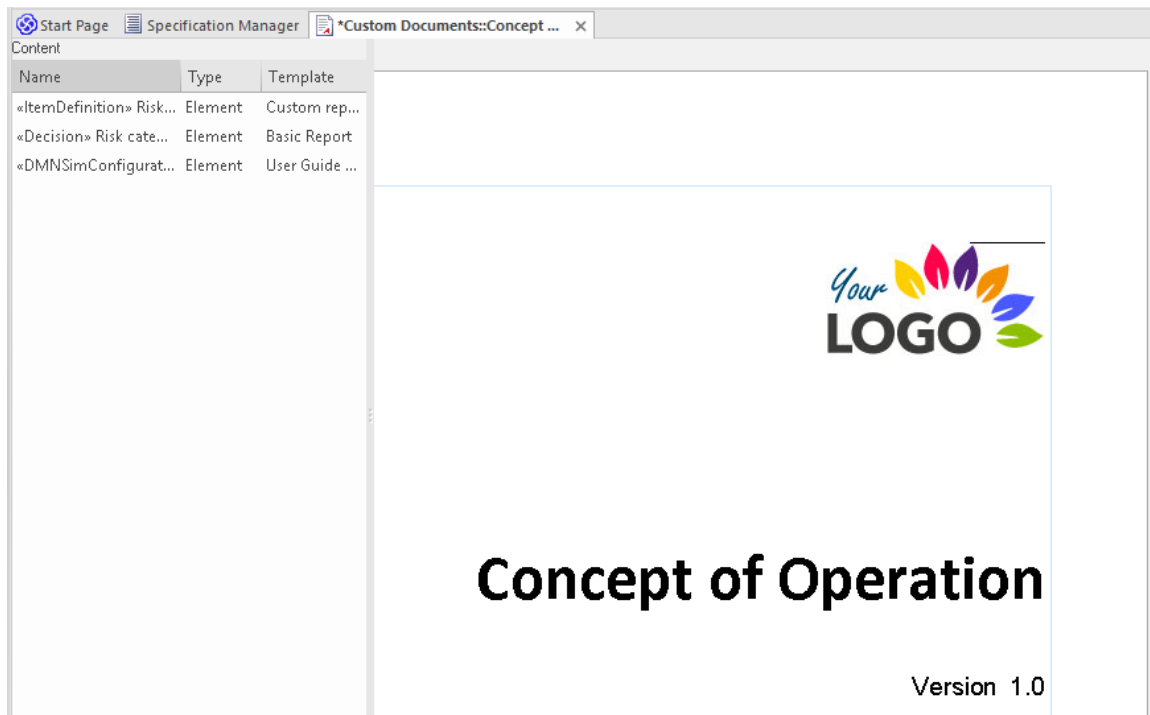 Start Page Specification Manager *Custom Documents::Concept ... ×
Content
Name Type Template
«ItemDefinition» Risk... Element Custom rep...
«Decision» Risk cate... Element Basic Report
«DMNSimConfigurat... Element User Guide ...
Your
LOGO
Concept of Operation
Version 1.0